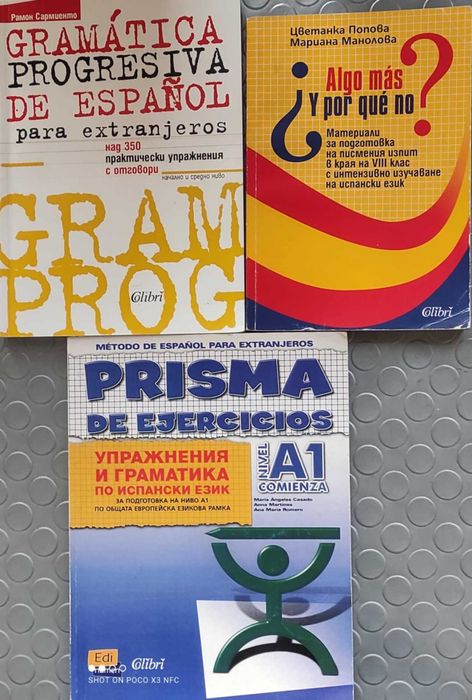 Рамон Сармиенто
GRAMÁTICA
PROGRESIVA
DE ESPAÑOL
para extranjeros
над 350
практически упражнения
с отговори
начално и средно ниво
GRAM
PROG
Colibri
Цветанка Попова
Мариана Манолова
Algo más
¿Y por qué no?
Материали
за подготовка
на писмения изпит
в края на VIII клас
с интензивно изучаване
на испански език
Colibri
MÉTODO DE ESPAÑOL PARA EXTRANJEROS
PRISMA
DE EJERCICIOS
УПРАЖНЕНИЯ
И ГРАМАТИКА
ПО ИСПАНСКИ ЕЗИК
ЗА ПОДГОТОВКА НА НИВО А1
ПО ОБЩАТА ЕВРОПЕЙСКА ЕЗИКОВА РАМКА
NIVEL
A1
COMIENZA
María Ángeles Casado
Anna Martínez
Ana María Romero
Edi
Colibri
SHOT ON POCO X3 NFC